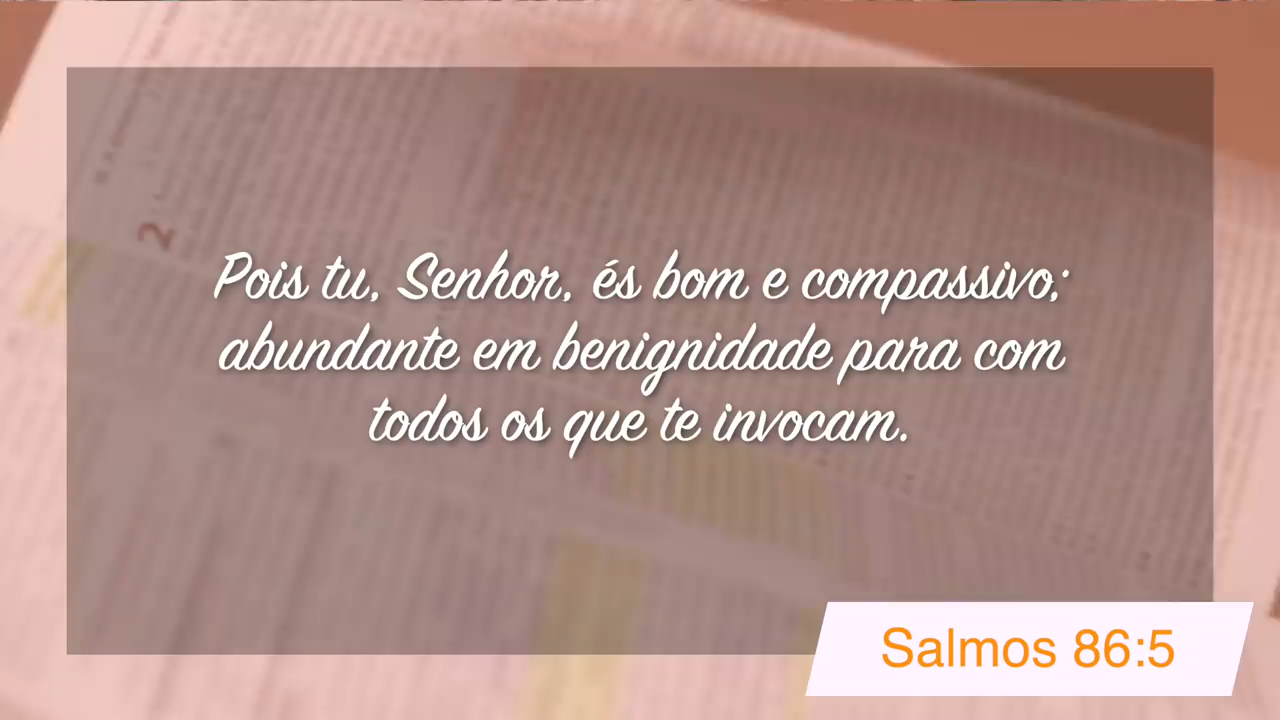 Pois tu, Senhor, és bom e compassivo;
abundante em benignidade para com
todos os que te invocam.
Salmos 86:5